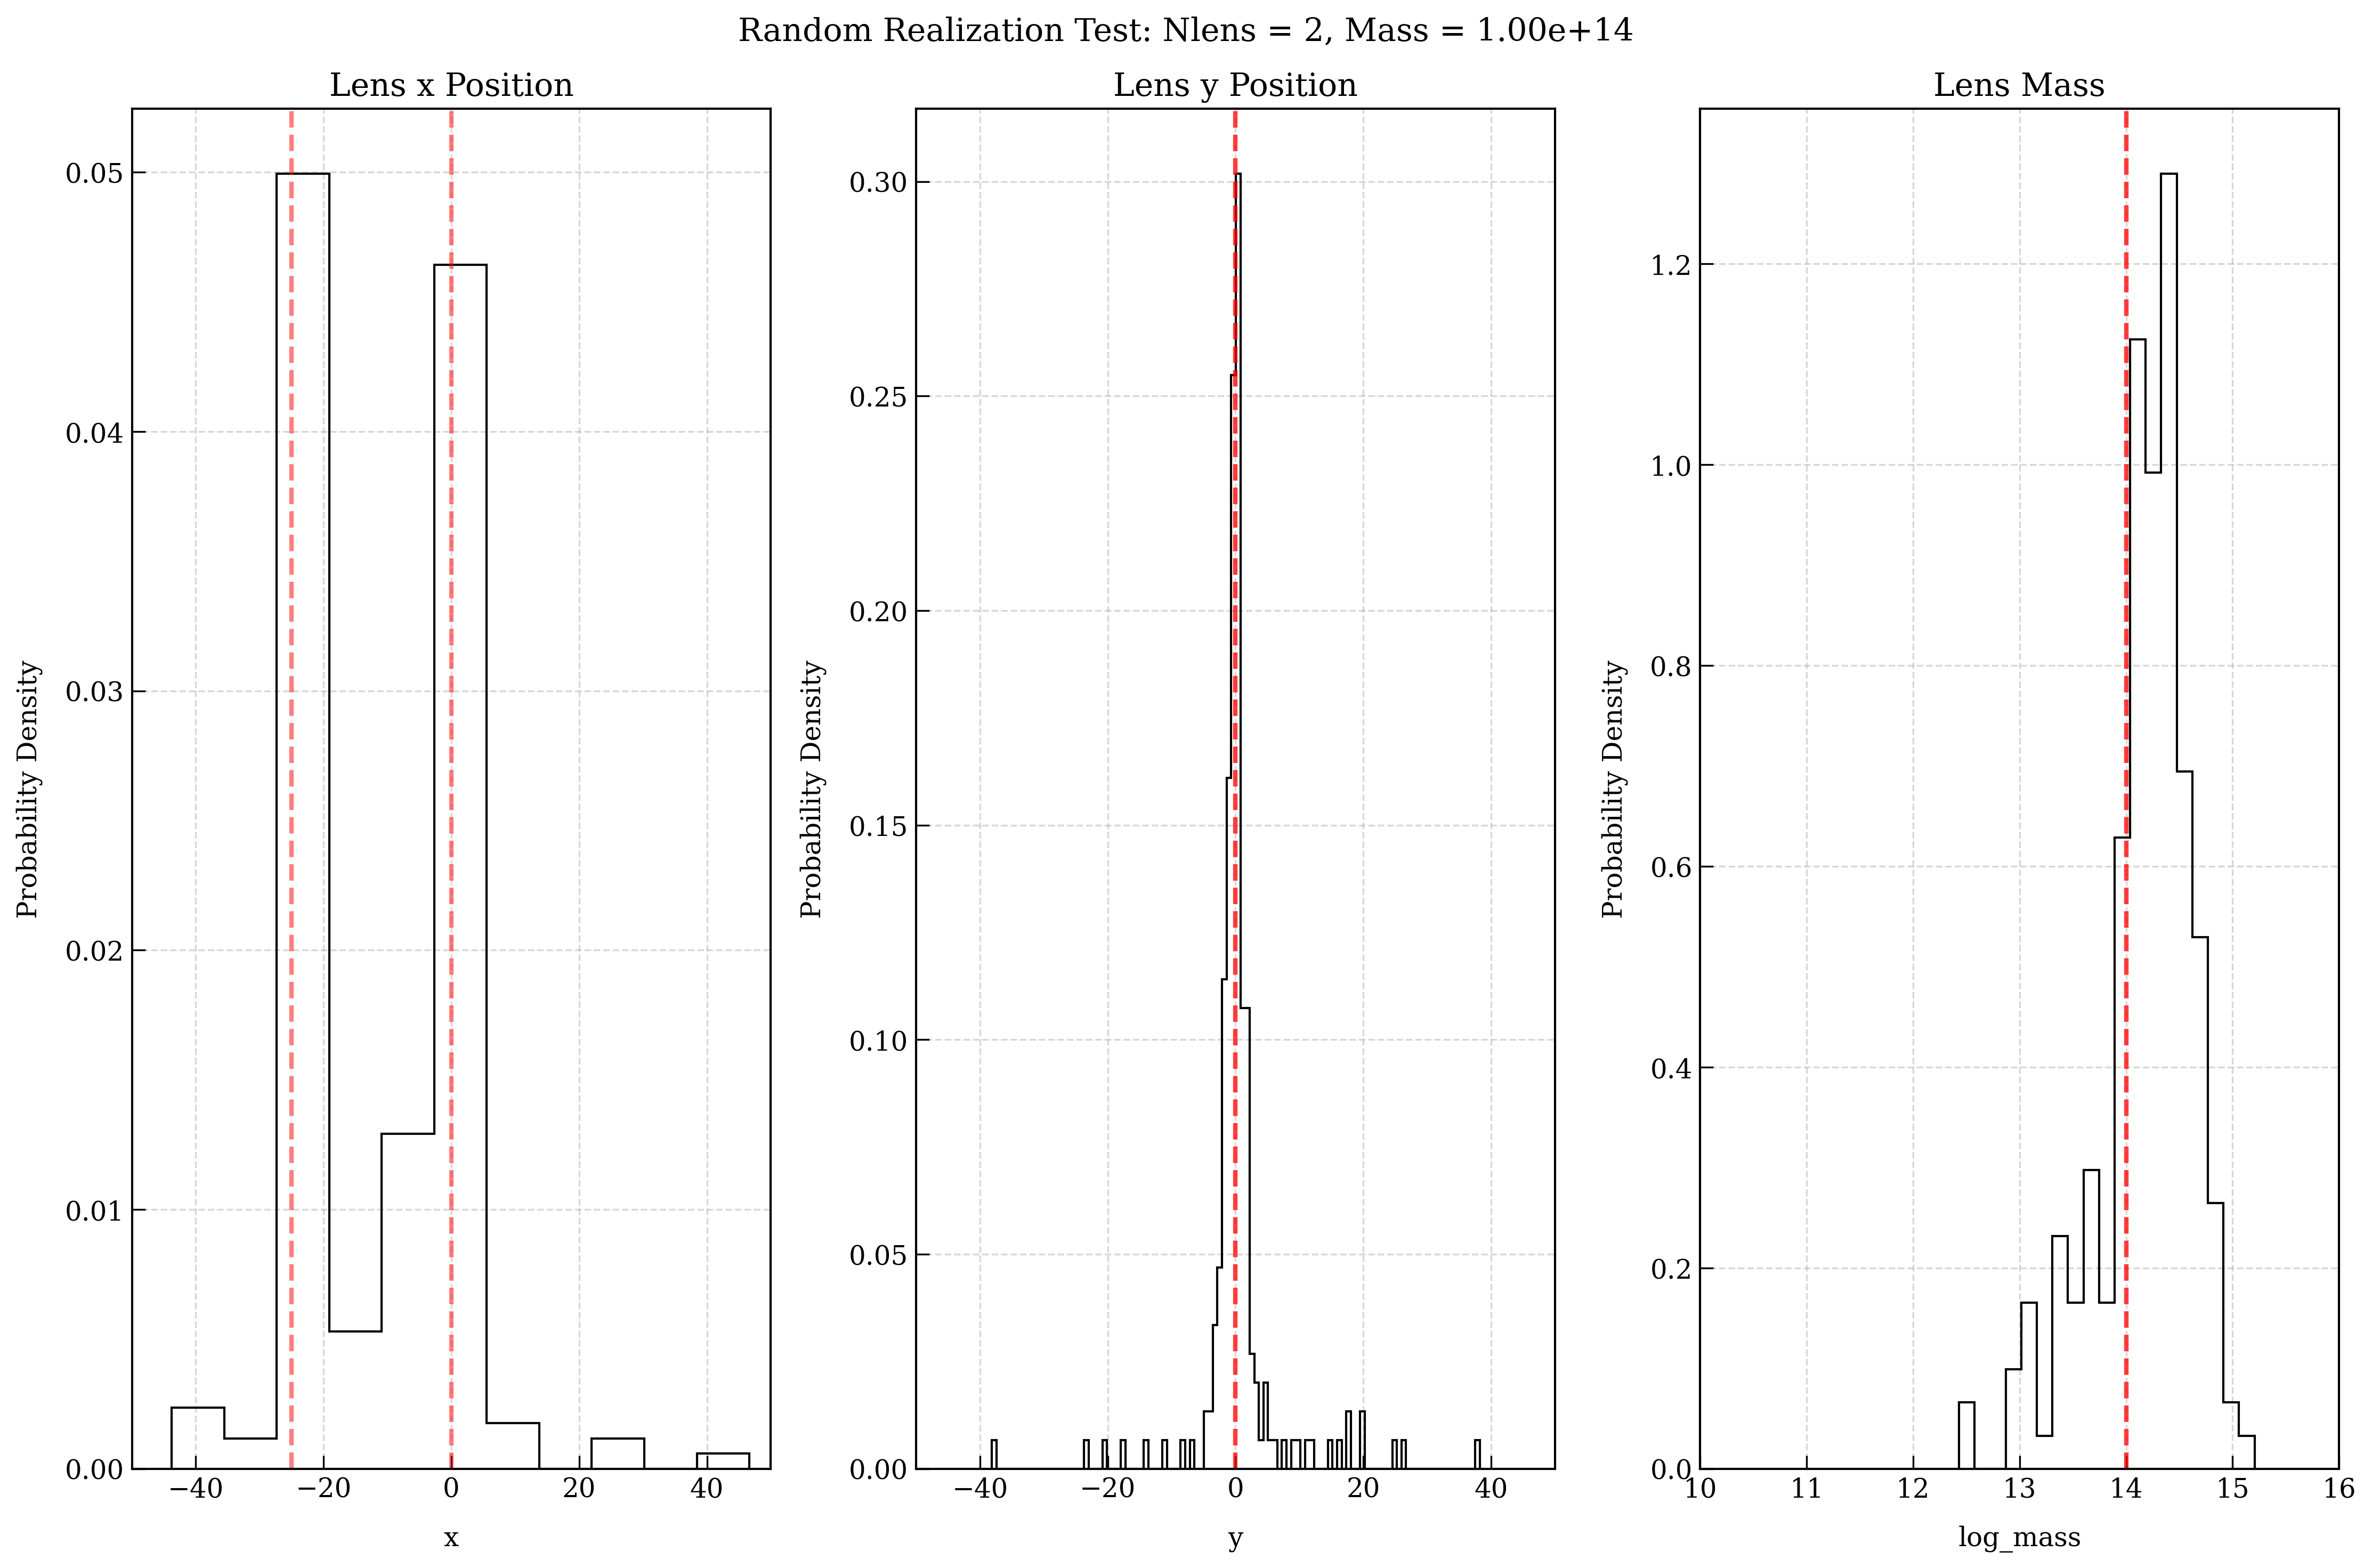 Random Realization Test: Nlens = 2, Mass = 1.00e+14
Lens x Position
Probability Density
0.05
0.04
0.03
0.02
0.01
0.00
−40 −20 0 20 40
x
Lens y Position
Probability Density
0.30
0.25
0.20
0.15
0.10
0.05
0.00
−40 −20 0 20 40
y
Lens Mass
Probability Density
1.2
1.0
0.8
0.6
0.4
0.2
0.0
10 11 12 13 14 15 16
log_mass